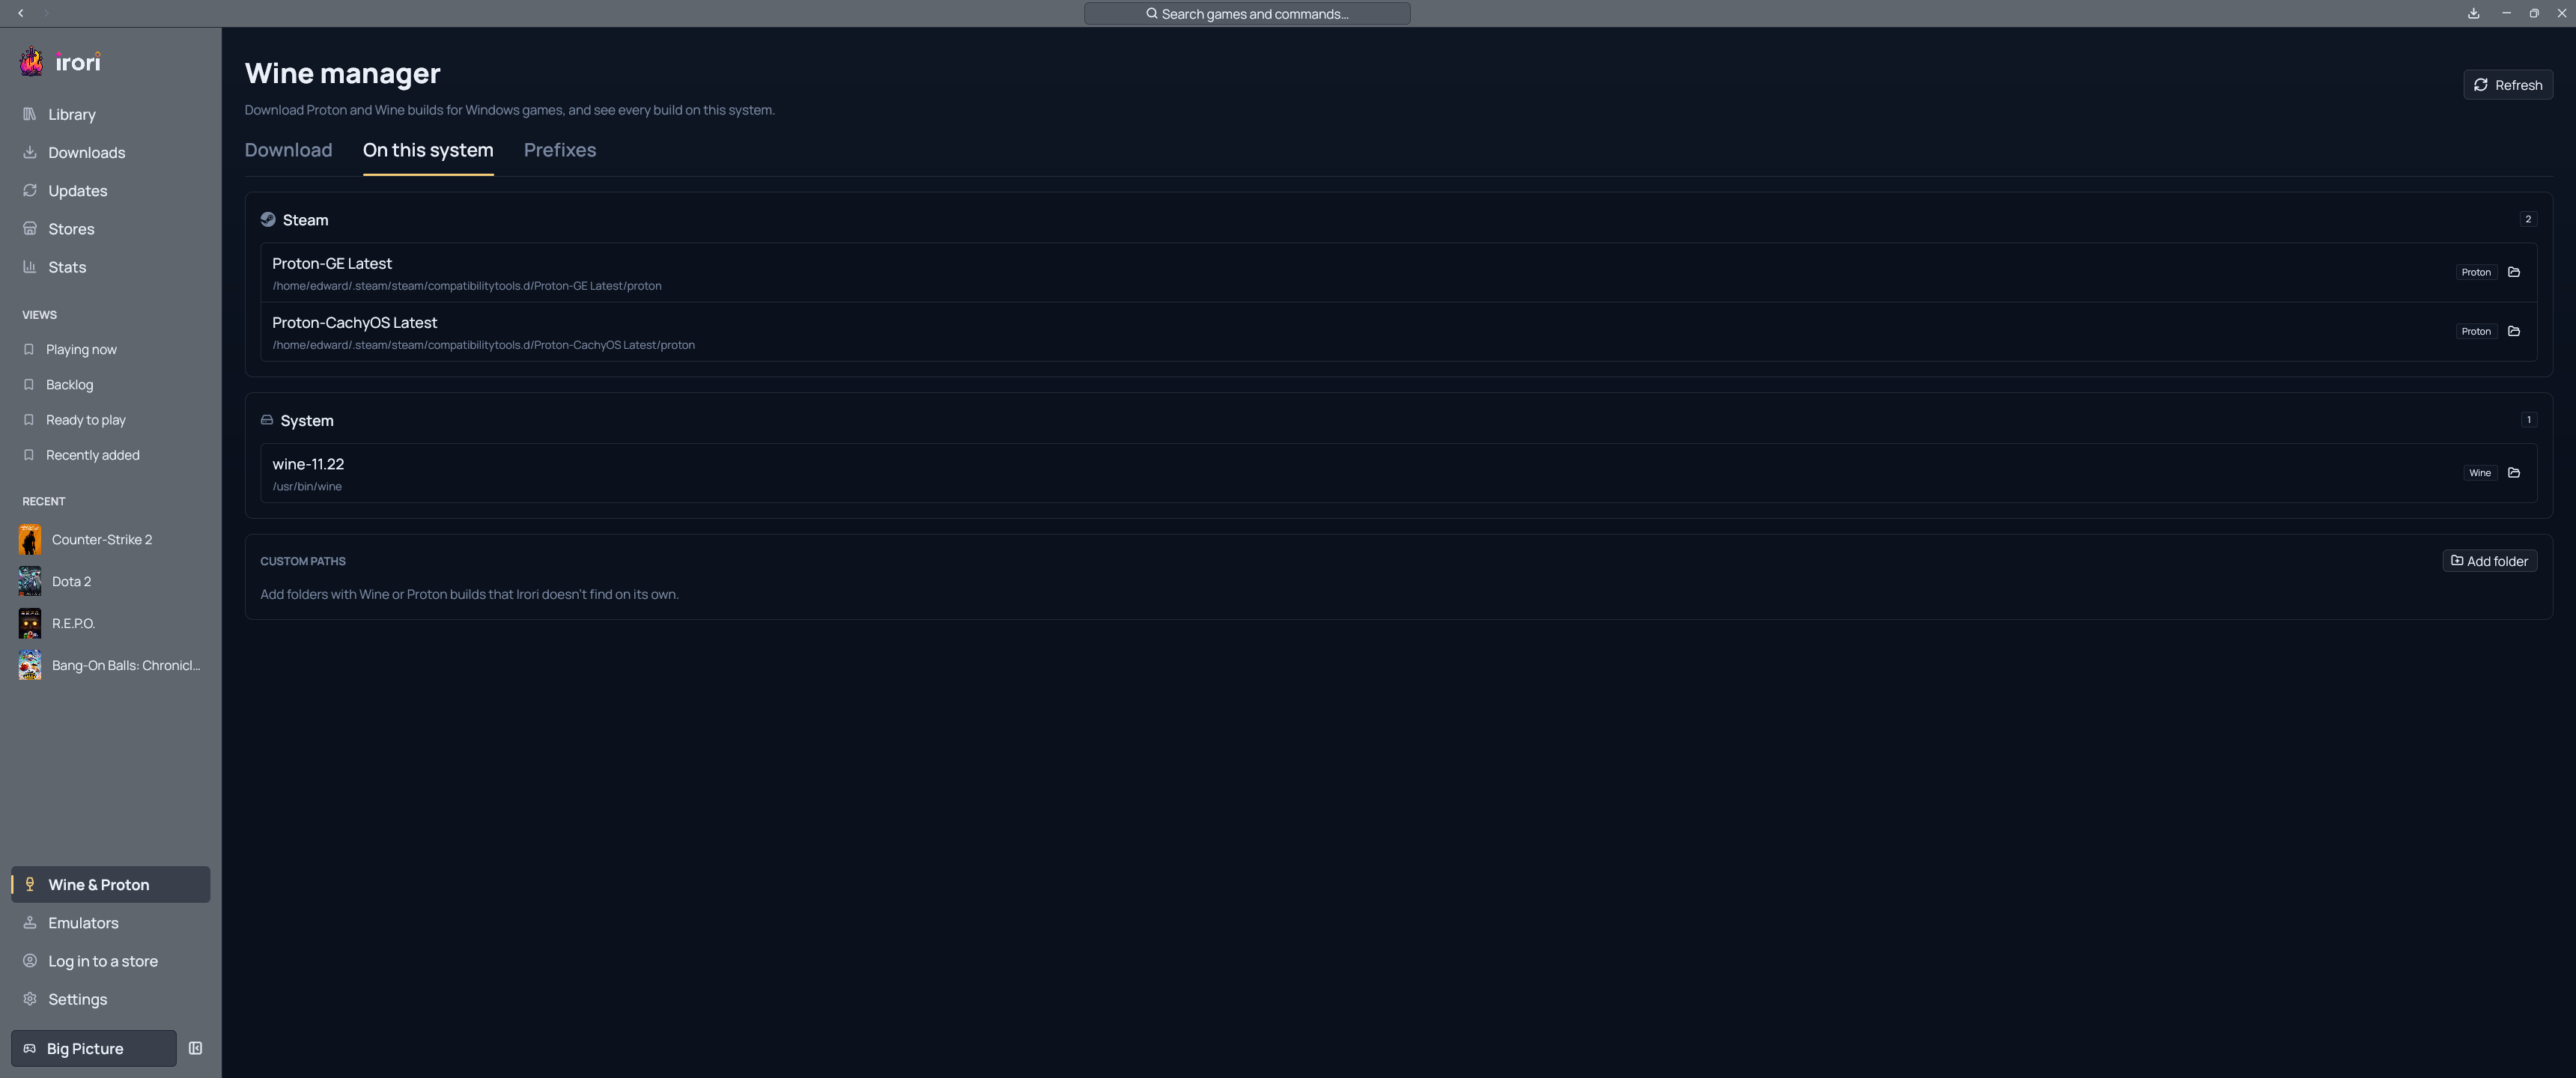 Search games and commands...
irori
Library
Downloads
Updates
Stores
Stats
VIEWS
Playing now
Backlog
Ready to play
Recently added
RECENT
Counter-Strike 2
Dota 2
R.E.P.O.
Bang-On Balls: Chronicl...
Wine & Proton
Emulators
Log in to a store
Settings
Big Picture
Wine manager
Download Proton and Wine builds for Windows games, and see every build on this system.
Refresh
Download
On this system
Prefixes
Steam
2
Proton-GE Latest
/home/edward/.steam/steam/compatibilitytools.d/Proton-GE Latest/proton
Proton
Proton-CachyOS Latest
/home/edward/.steam/steam/compatibilitytools.d/Proton-CachyOS Latest/proton
Proton
System
1
wine-11.22
/usr/bin/wine
Wine
CUSTOM PATHS
Add folder
Add folders with Wine or Proton builds that Irori doesn't find on its own.